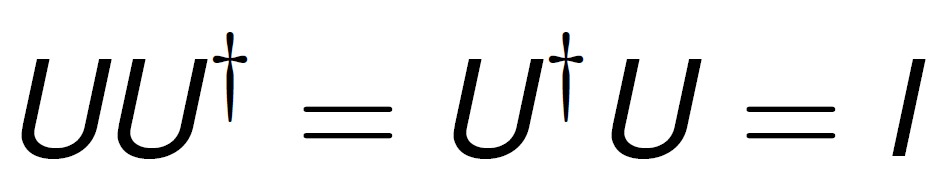 UU† = U†U = I